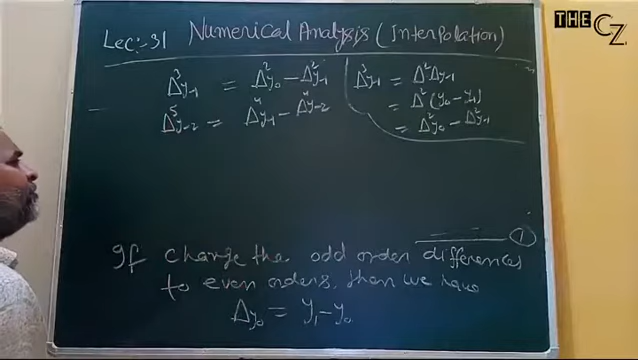 THE CZ
Lec:-31 Numerical Analysis (Interpolation)
Δ³y₋₁ = Δ²y₀ - Δ²y₋₁
Δ⁵y₋₂ = Δ⁴y₋₁ - Δ⁴y₋₂
Δ³y₋₁ = Δ²Δy₋₁
= Δ²(y₀ - y₋₁)
= Δ²y₀ - Δ²y₋₁
①
If change the odd order differences
to even orders, then we have
Δy₀ = y₁ - y₀